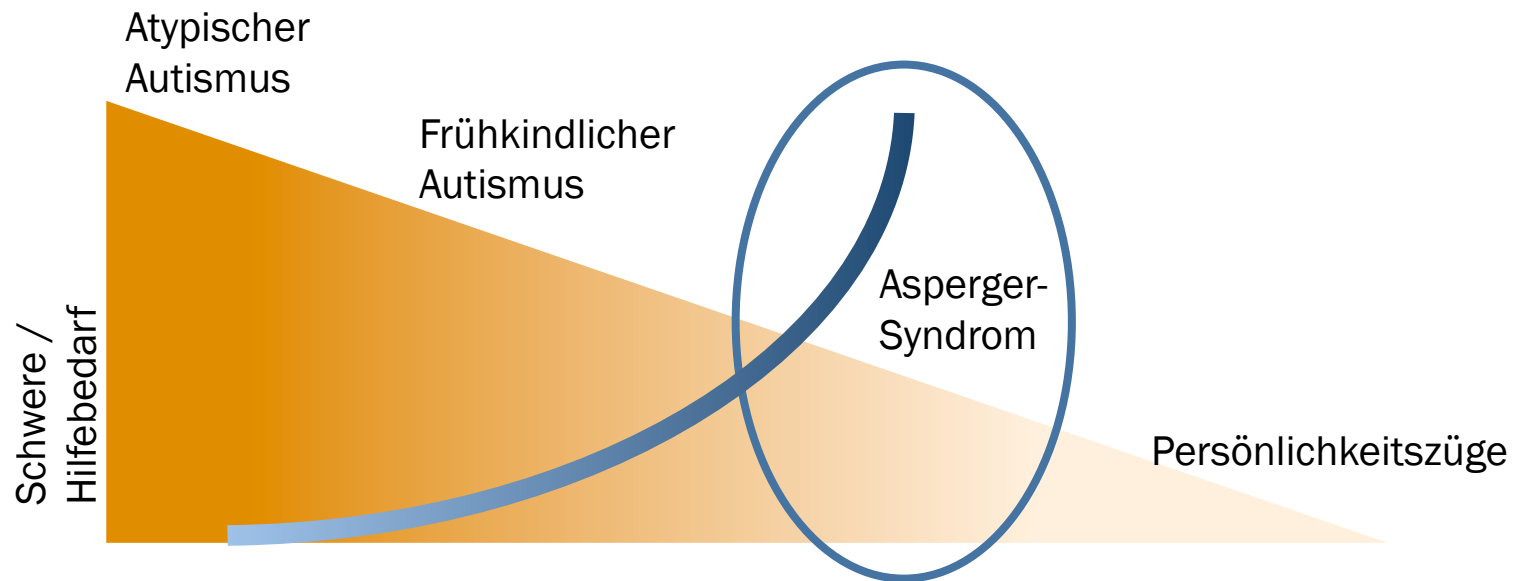 Atypischer
Autismus
Frühkindlicher
Autismus
Asperger-
Syndrom
Persönlichkeitszüge
Schwere /
Hilfebedarf